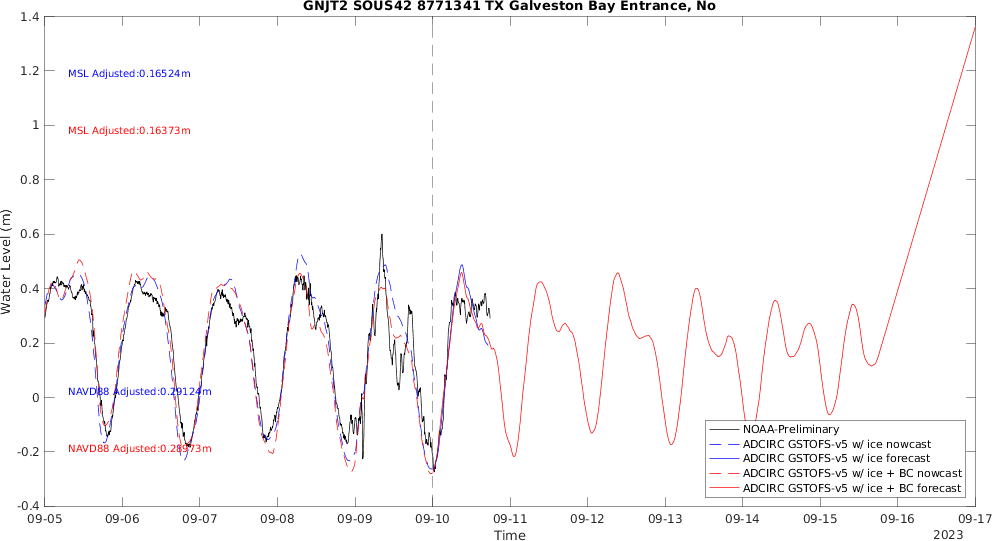 GNJT2 SOUS42 8771341 TX Galveston Bay Entrance, No
1.4
1.2
1
0.8
0.6
0.4
0.2
0
-0.2
-0.4
Water Level (m)
MSL Adjusted:0.16524m
MSL Adjusted:0.16373m
NAVD88 Adjusted:0.29124m
NAVD88 Adjusted:0.28973m
NOAA-Preliminary
ADCIRC GSTOFS-v5 w/ ice nowcast
ADCIRC GSTOFS-v5 w/ ice forecast
ADCIRC GSTOFS-v5 w/ ice + BC nowcast
ADCIRC GSTOFS-v5 w/ ice + BC forecast
09-05 09-06 09-07 09-08 09-09 09-10 09-11 09-12 09-13 09-14 09-15 09-16 09-17
Time
2023